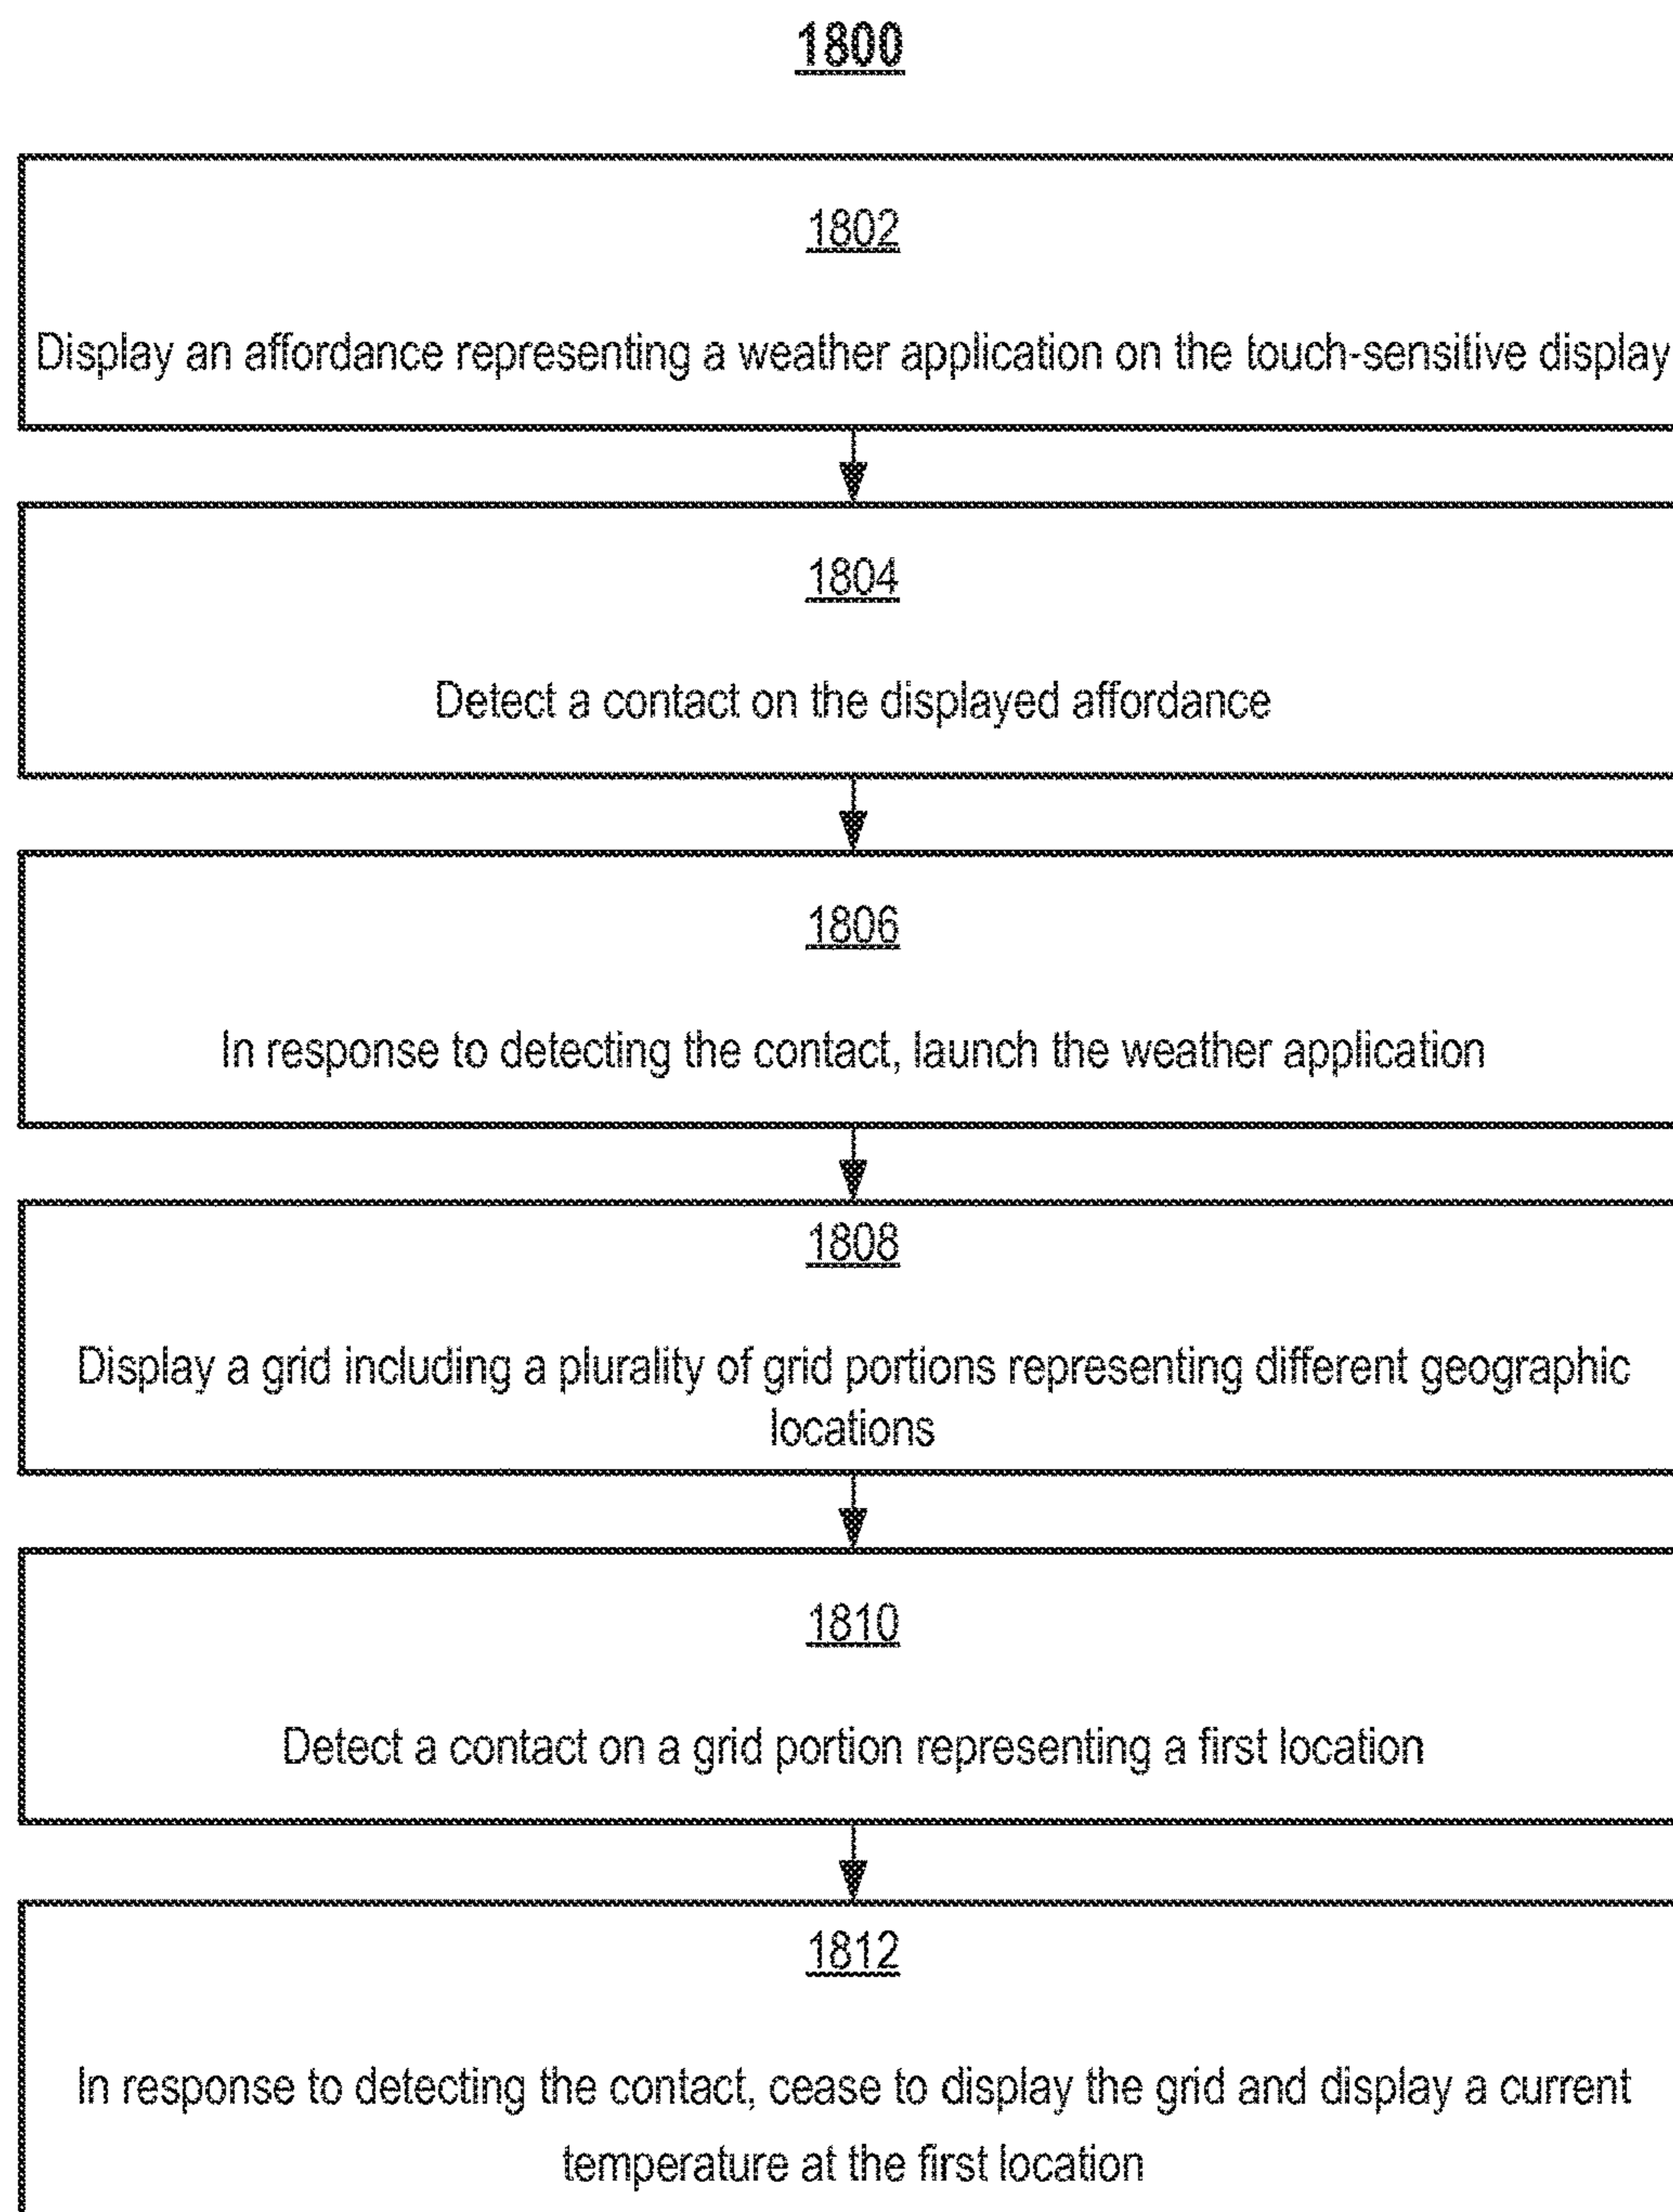 1800
1802
Display an affordance representing a weather application on the touch-sensitive display
1804
Detect a contact on the displayed affordance
1806
In response to detecting the contact, launch the weather application
1808
Display a grid including a plurality of grid portions representing different geographic
locations
1810
Detect a contact on a grid portion representing a first location
1812
In response to detecting the contact, cease to display the grid and display a current
temperature at the first location